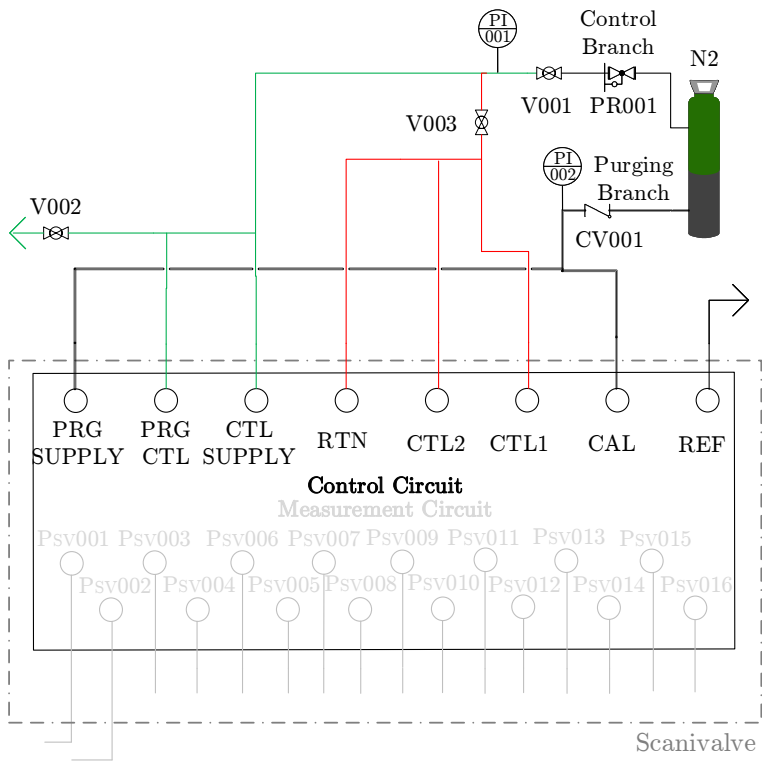 PI
001
Control
Branch
N2
V001
PR001
V003
PI
002
Purging
Branch
V002
CV001
PRG
SUPPLY
PRG
CTL
CTL
SUPPLY
RTN
CTL2
CTL1
CAL
REF
Control Circuit
Measurement Circuit
Psv001
Psv003
Psv006
Psv007
Psv009
Psv011
Psv013
Psv015
Psv002
Psv004
Psv005
Psv008
Psv010
Psv012
Psv014
Psv016
Scanivalve